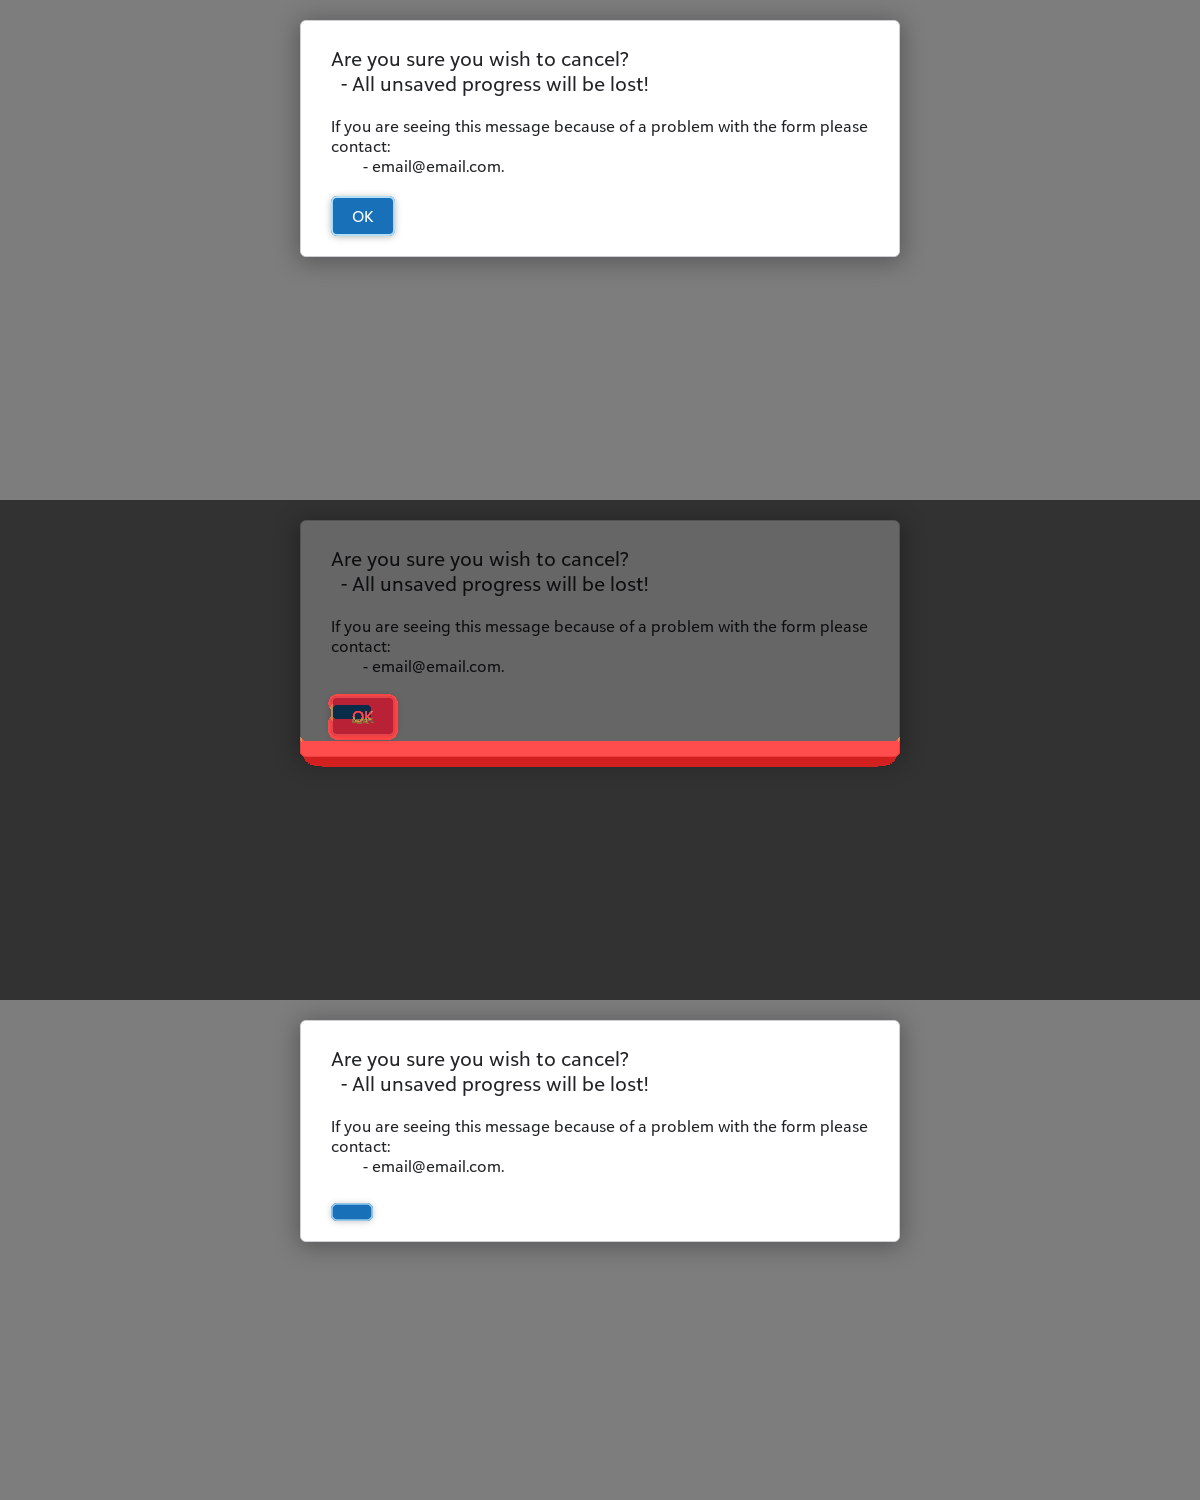 Are you sure you wish to cancel?
- All unsaved progress will be lost!
If you are seeing this message because of a problem with the form please
contact:
- email@email.com.
OK
Are you sure you wish to cancel?
- All unsaved progress will be lost!
If you are seeing this message because of a problem with the form please
contact:
- email@email.com.
OK
Are you sure you wish to cancel?
- All unsaved progress will be lost!
If you are seeing this message because of a problem with the form please
contact:
- email@email.com.